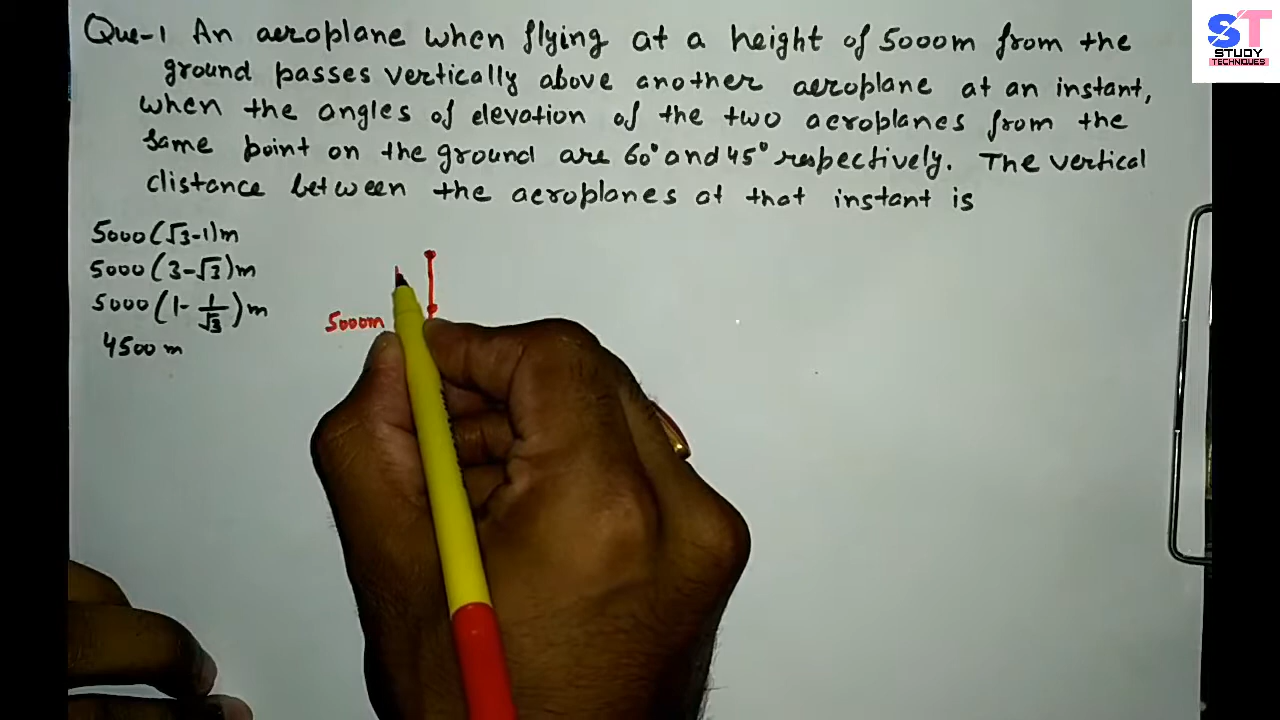 Que-1 An aeroplane when flying at a height of 5000m from the
ground passes vertically above another aeroplane at an instant,
when the angles of elevation of the two aeroplanes from the
same point on the ground are 60° and 45° respectively. The vertical
distance between the aeroplanes at that instant is
5000(√3-1)m
5000(3-√3)m
5000(1-1/√3)m
4500m
5000m
ST
STUDY
TECHNIQUES